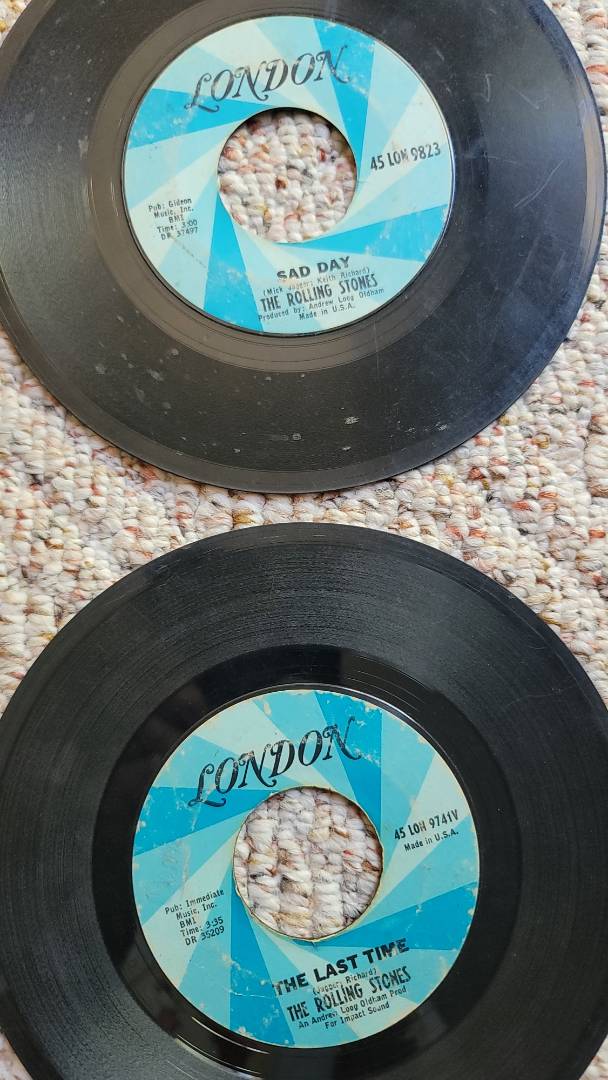 LONDON
45 LON 9823
Pub: Gideon
Music, Inc.
BMI
Time: 3:00
DR 37497
SAD DAY
(Mick Jagger; Keith Richard)
THE ROLLING STONES
Produced by: Andrew Loog Oldham
Made in U.S.A.
LONDON
45 LON 9741V
Made in U.S.A.
Pub: Immediate
Music, Inc.
BMI
Time: 3:35
DR 35209
THE LAST TIME
(Jagger; Richard)
THE ROLLING STONES
An Andrew Loog Oldham Prod
For Impact Sound